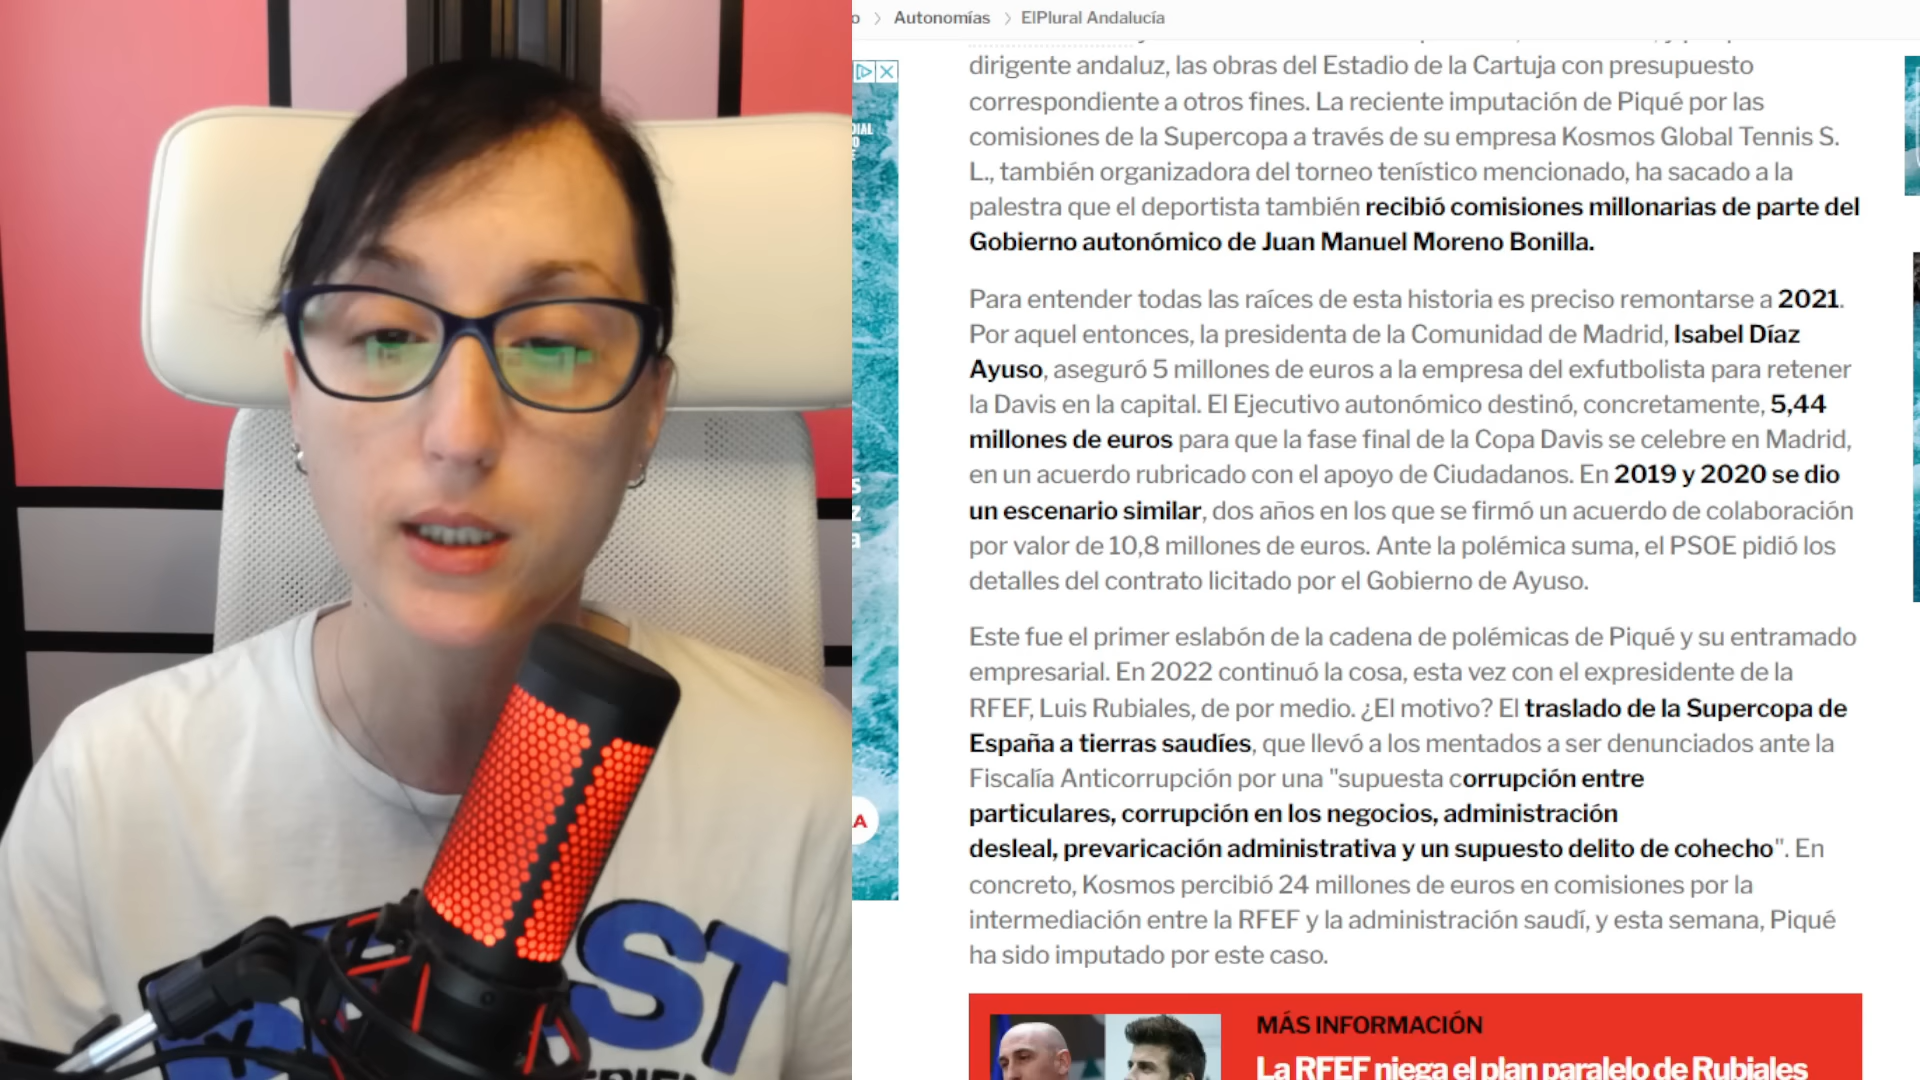 Autonomías > ElPlural Andalucía
dirigente andaluz, las obras del Estadio de la Cartuja con presupuesto
correspondiente a otros fines. La reciente imputación de Piqué por las
comisiones de la Supercopa a través de su empresa Kosmos Global Tennis S.
L., también organizadora del torneo tenístico mencionado, ha sacado a la
palestra que el deportista también recibió comisiones millonarias de parte del
Gobierno autonómico de Juan Manuel Moreno Bonilla.
Para entender todas las raíces de esta historia es preciso remontarse a 2021.
Por aquel entonces, la presidenta de la Comunidad de Madrid, Isabel Díaz
Ayuso, aseguró 5 millones de euros a la empresa del exfutbolista para retener
la Davis en la capital. El Ejecutivo autonómico destinó, concretamente, 5,44
millones de euros para que la fase final de la Copa Davis se celebre en Madrid,
en un acuerdo rubricado con el apoyo de Ciudadanos. En 2019 y 2020 se dio
un escenario similar, dos años en los que se firmó un acuerdo de colaboración
por valor de 10,8 millones de euros. Ante la polémica suma, el PSOE pidió los
detalles del contrato licitado por el Gobierno de Ayuso.
Este fue el primer eslabón de la cadena de polémicas de Piqué y su entramado
empresarial. En 2022 continuó la cosa, esta vez con el expresidente de la
RFEF, Luis Rubiales, de por medio. ¿El motivo? El traslado de la Supercopa de
España a tierras saudíes, que llevó a los mentados a ser denunciados ante la
Fiscalía Anticorrupción por una "supuesta corrupción entre
particulares, corrupción en los negocios, administración
desleal, prevaricación administrativa y un supuesto delito de cohecho". En
concreto, Kosmos percibió 24 millones de euros en comisiones por la
intermediación entre la RFEF y la administración saudí, y esta semana, Piqué
ha sido imputado por este caso.
MÁS INFORMACIÓN
La RFEF niega el plan paralelo de Rubiales